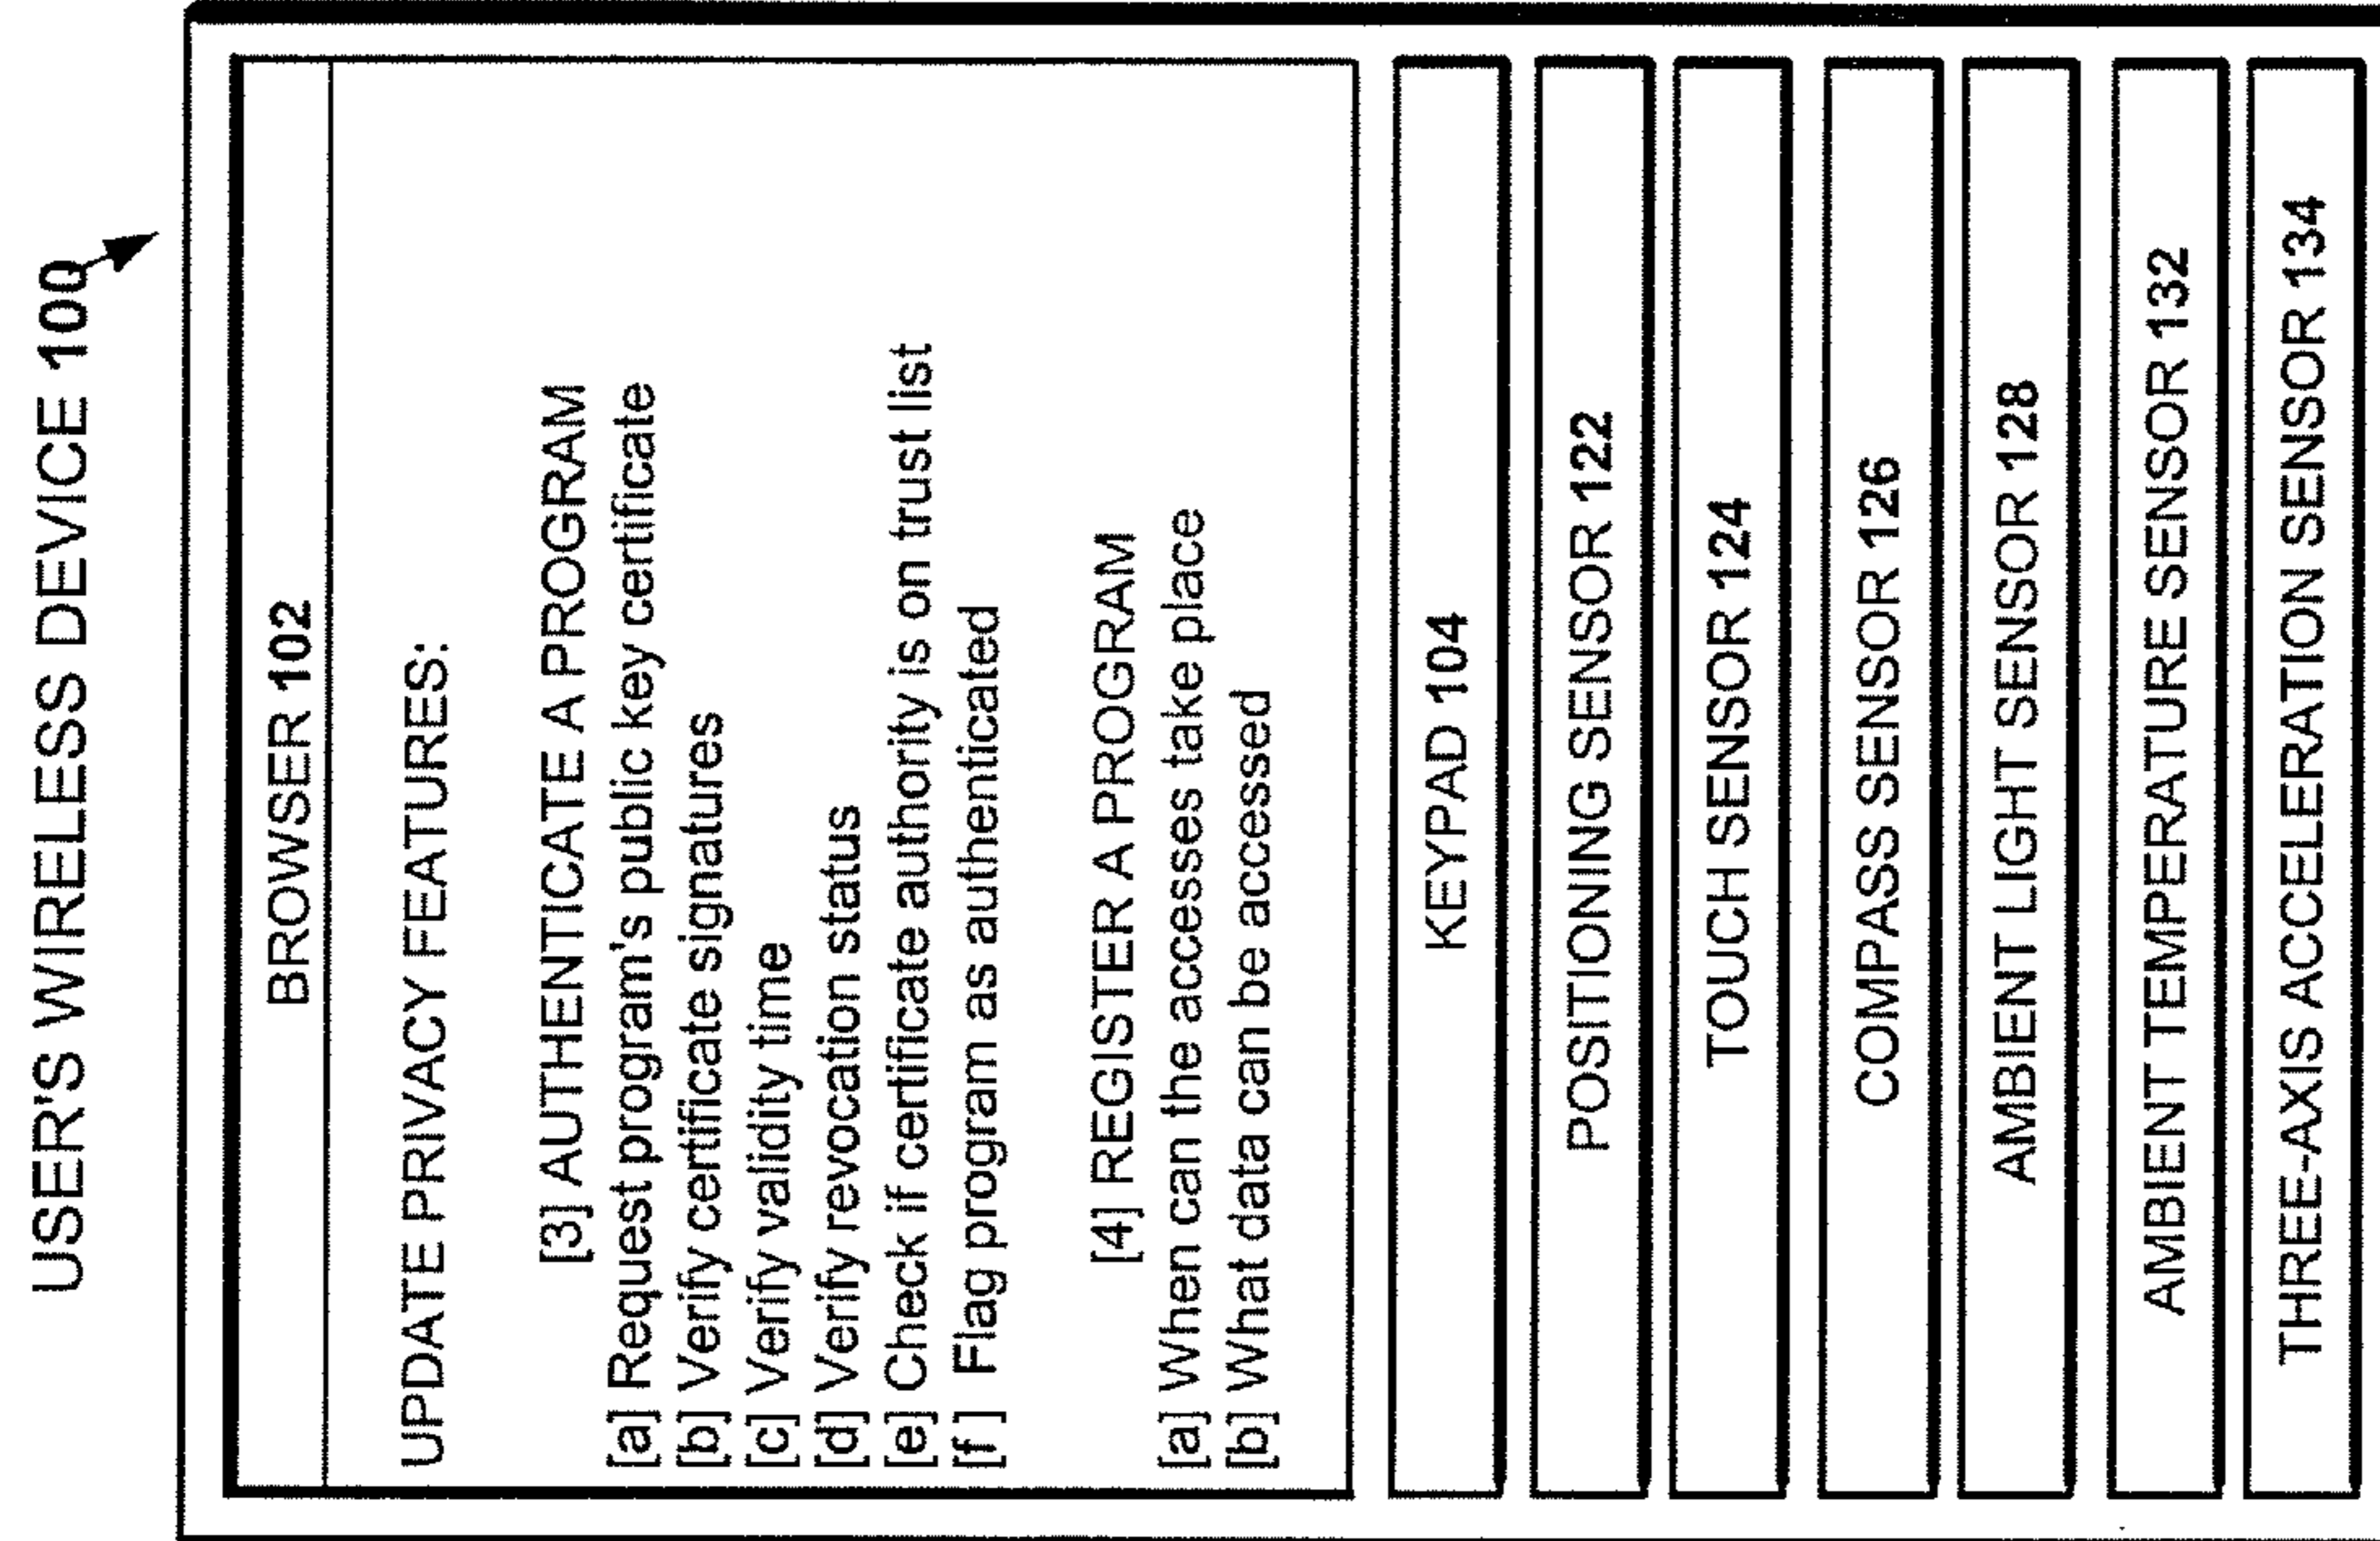 USER'S WIRELESS DEVICE 100
BROWSER 102
UPDATE PRIVACY FEATURES:
[3] AUTHENTICATE A PROGRAM
[a] Request program's public key certificate
[b] Verify certificate signatures
[c] Verify validity time
[d] Verify revocation status
[e] Check if certificate authority is on trust list
[f ] Flag program as authenticated
[4] REGISTER A PROGRAM
[a] When can the accesses take place
[b] What data can be accessed
KEYPAD 104
POSITIONING SENSOR 122
TOUCH SENSOR 124
COMPASS SENSOR 126
AMBIENT LIGHT SENSOR 128
AMBIENT TEMPERATURE SENSOR 132
THREE-AXIS ACCELERATION SENSOR 134